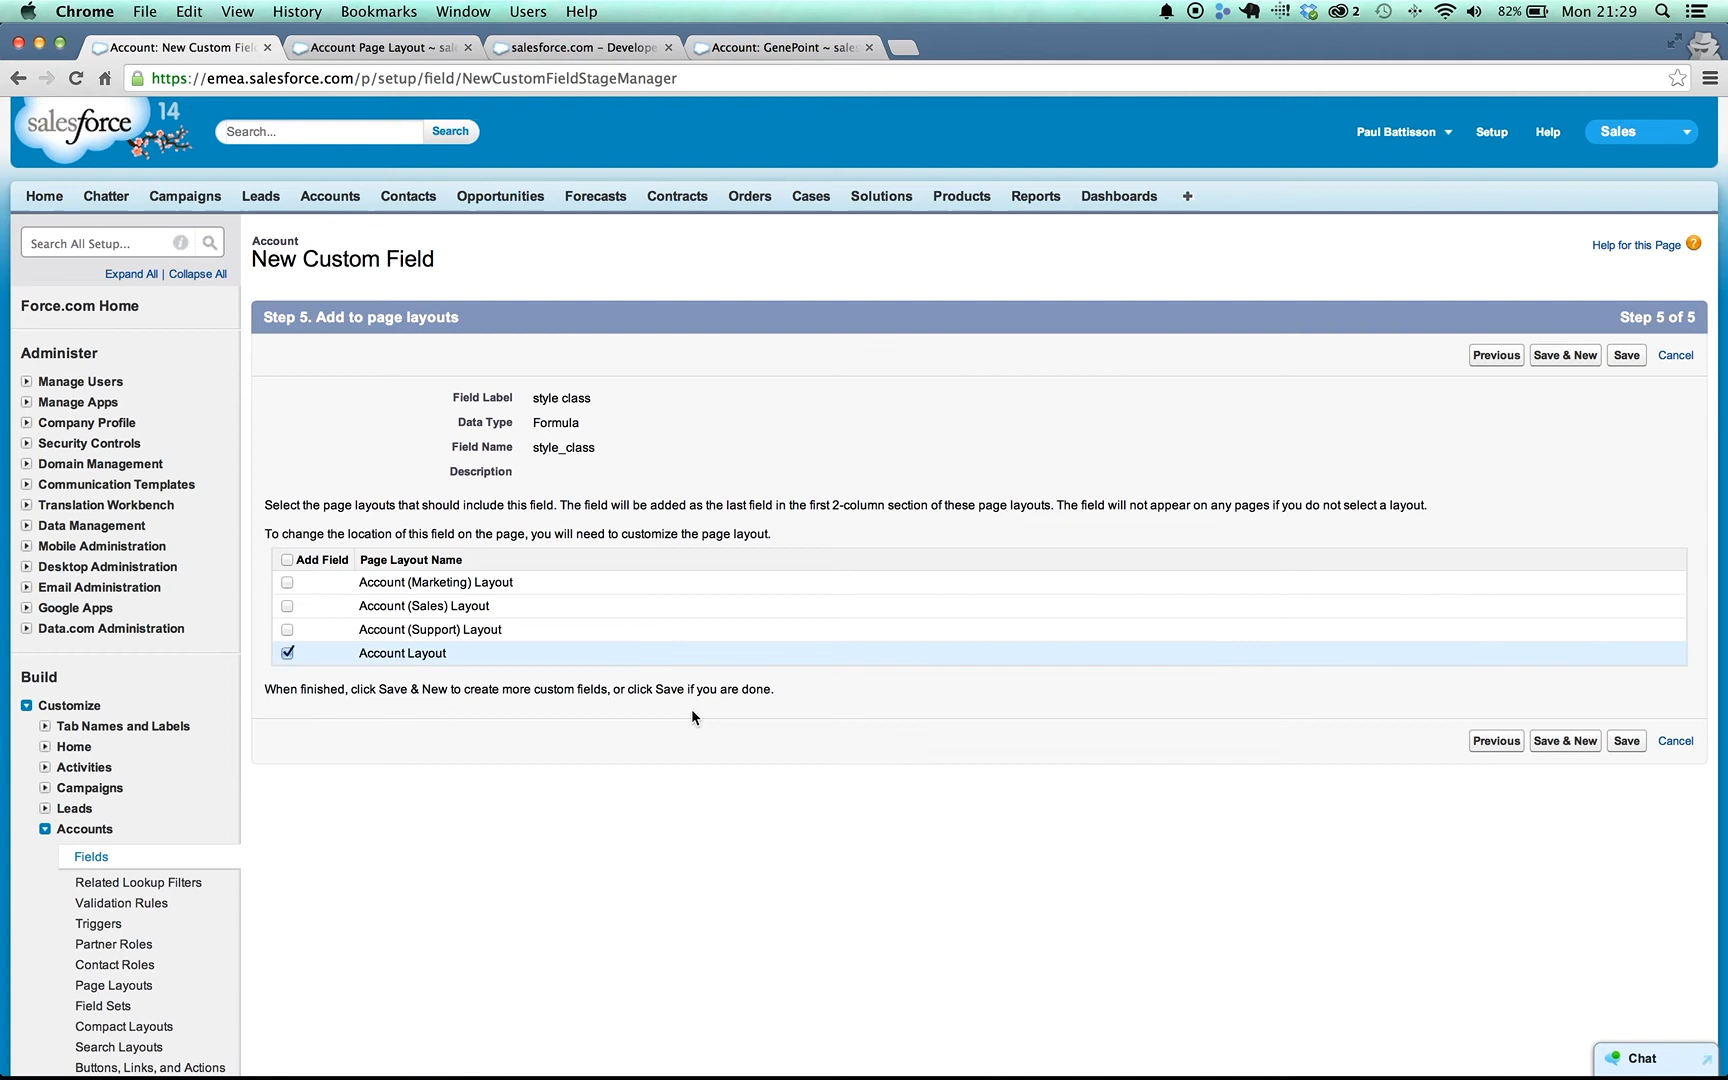 Chrome File Edit View History Bookmarks Window Users Help 2 82% Mon 21:29
Account: New Custom Fiel Account Page Layout ~ sal salesforce.com – Develope Account: GenePoint ~ sales
https://emea.salesforce.com/p/setup/field/NewCustomFieldStageManager
salesforce 14 Search... Search Paul Battisson Setup Help Sales
Home Chatter Campaigns Leads Accounts Contacts Opportunities Forecasts Contracts Orders Cases Solutions Products Reports Dashboards +
Search All Setup...
Expand All | Collapse All
Force.com Home
Administer
Manage Users
Manage Apps
Company Profile
Security Controls
Domain Management
Communication Templates
Translation Workbench
Data Management
Mobile Administration
Desktop Administration
Email Administration
Google Apps
Data.com Administration
Build
Customize
Tab Names and Labels
Home
Activities
Campaigns
Leads
Accounts
Fields
Related Lookup Filters
Validation Rules
Triggers
Partner Roles
Contact Roles
Page Layouts
Field Sets
Compact Layouts
Search Layouts
Buttons, Links, and Actions
Account
New Custom Field
Help for this Page ?
Step 5. Add to page layouts Step 5 of 5
Previous Save & New Save Cancel
Field Label style class
Data Type Formula
Field Name style_class
Description
Select the page layouts that should include this field. The field will be added as the last field in the first 2-column section of these page layouts. The field will not appear on any pages if you do not select a layout.
To change the location of this field on the page, you will need to customize the page layout.
Add Field Page Layout Name
Account (Marketing) Layout
Account (Sales) Layout
Account (Support) Layout
Account Layout
When finished, click Save & New to create more custom fields, or click Save if you are done.
Previous Save & New Save Cancel
Chat